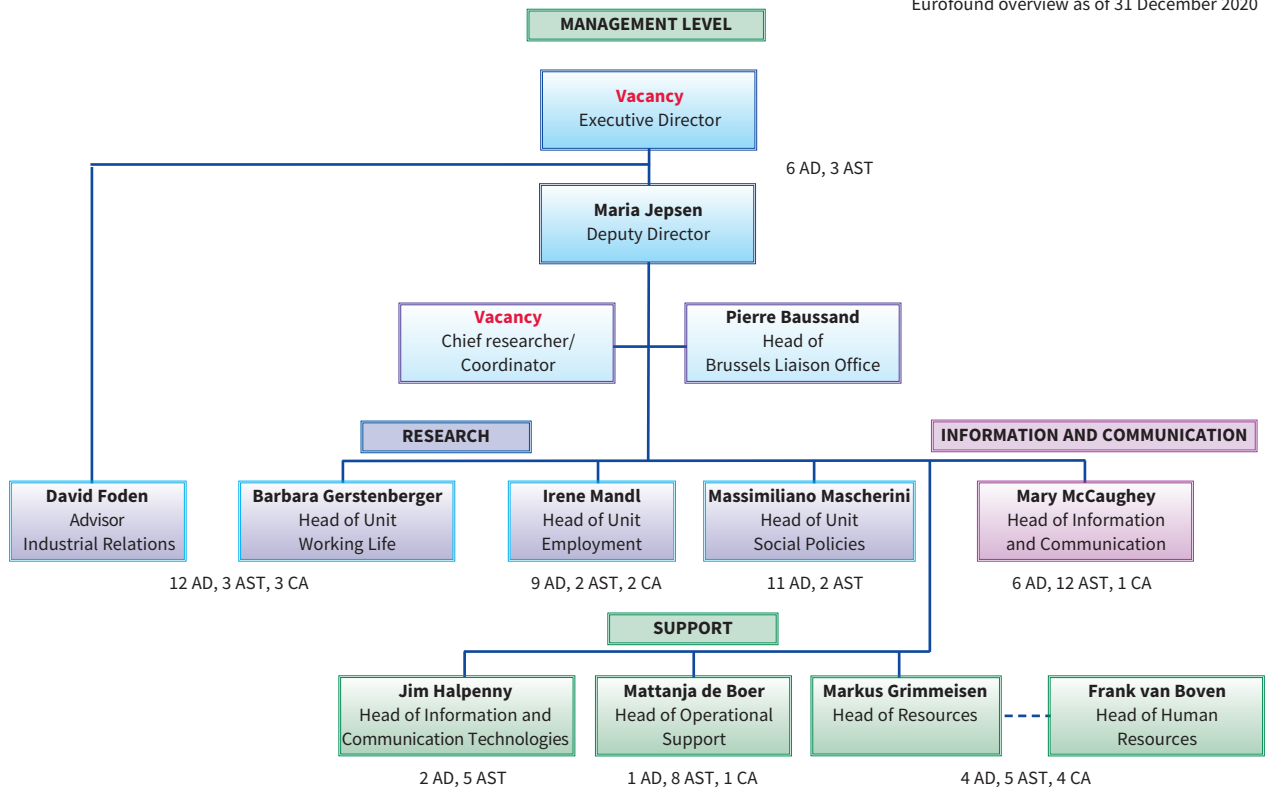 Eurofound overview as of 31 December 2020
MANAGEMENT LEVEL
Vacancy
Executive Director
6 AD, 3 AST
Maria Jepsen
Deputy Director
Vacancy
Chief researcher/
Coordinator
Pierre Baussand
Head of
Brussels Liaison Office
RESEARCH
INFORMATION AND COMMUNICATION
David Foden
Advisor
Industrial Relations
Barbara Gerstenberger
Head of Unit
Working Life
Irene Mandl
Head of Unit
Employment
Massimiliano Mascherini
Head of Unit
Social Policies
Mary McCaughey
Head of Information
and Communication
12 AD, 3 AST, 3 CA
9 AD, 2 AST, 2 CA
11 AD, 2 AST
6 AD, 12 AST, 1 CA
SUPPORT
Jim Halpenny
Head of Information and
Communication Technologies
Mattanja de Boer
Head of Operational
Support
Markus Grimmeisen
Head of Resources
Frank van Boven
Head of Human
Resources
2 AD, 5 AST
1 AD, 8 AST, 1 CA
4 AD, 5 AST, 4 CA